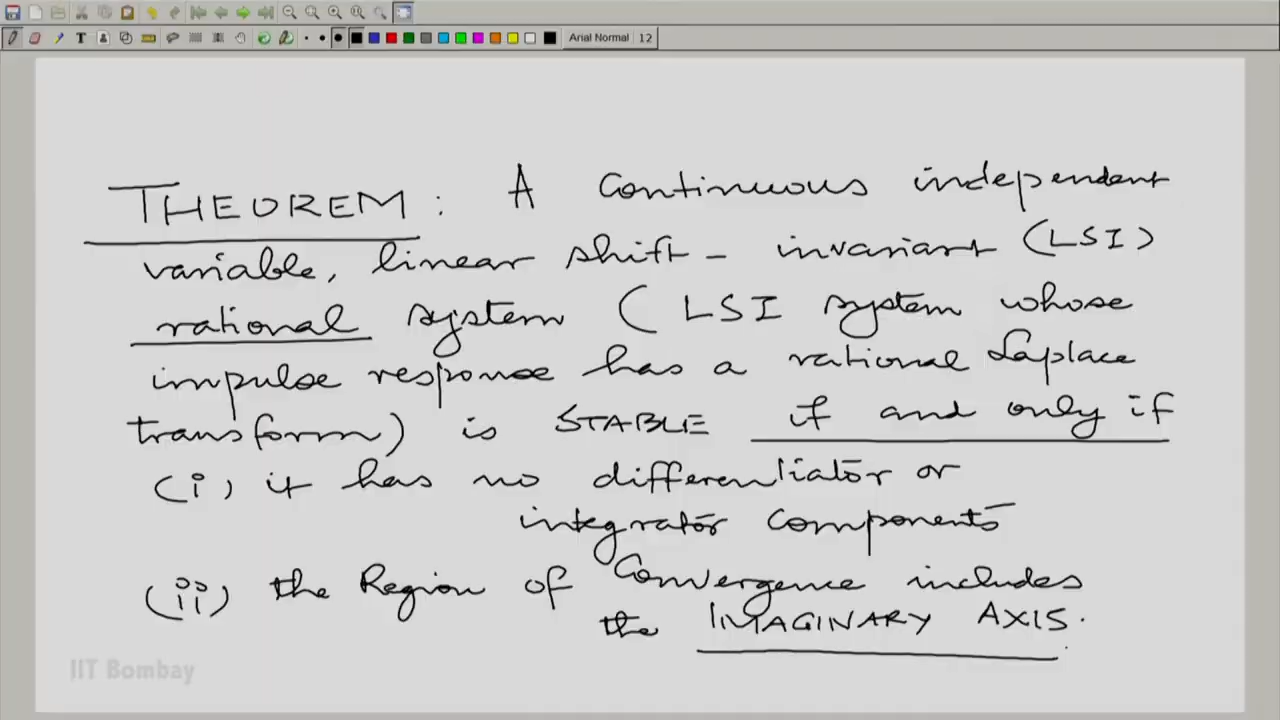 Arial Normal 12
THEOREM: A continuous independent
variable, linear shift-invariant (LSI)
rational system (LSI system whose
impulse response has a rational Laplace
transform) is STABLE if and only if
(i) it has no differentiator or
integrator components
(ii) the Region of Convergence includes
the IMAGINARY AXIS.
IIT Bombay